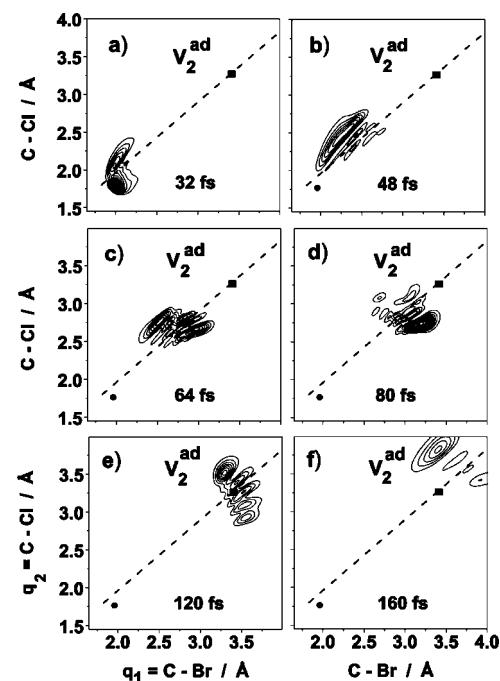 a) V₂ᵃᵈ
b) V₂ᵃᵈ
C - Cl / Å
4.0
3.5
3.0
2.5
2.0
1.5
32 fs
48 fs
c) V₂ᵃᵈ
d) V₂ᵃᵈ
C - Cl / Å
3.5
3.0
2.5
2.0
1.5
64 fs
80 fs
e) V₂ᵃᵈ
f) V₂ᵃᵈ
q₂ = C - Cl / Å
3.5
3.0
2.5
2.0
1.5
120 fs
160 fs
2.0 2.5 3.0 3.5 2.0 2.5 3.0 3.5 4.0
q₁ = C - Br / Å
C - Br / Å